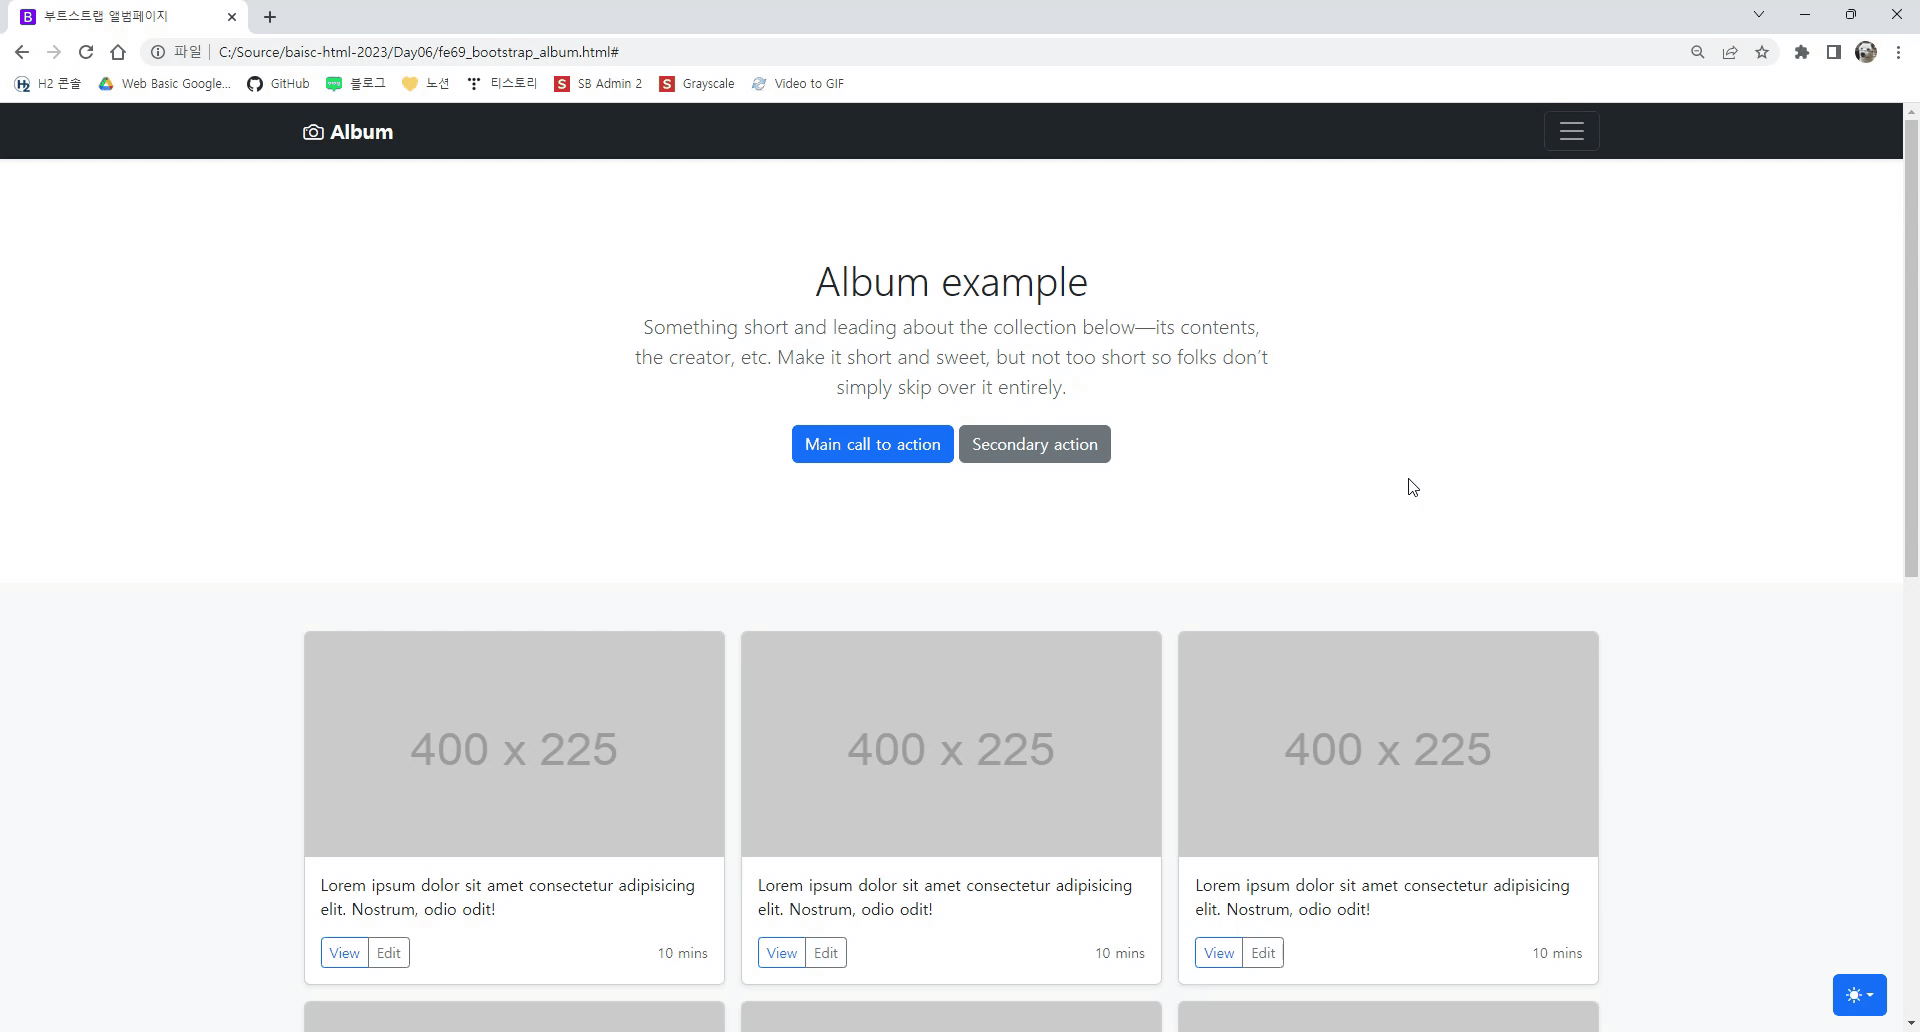 부트스트랩 앨범페이지
파일 C:/Source/baisc-html-2023/Day06/fe69_bootstrap_album.html#
H2 콘솔 Web Basic Google... GitHub 블로그 노션 티스토리 SB Admin 2 Grayscale Video to GIF
Album
Album example
Something short and leading about the collection below—its contents,
the creator, etc. Make it short and sweet, but not too short so folks don't
simply skip over it entirely.
Main call to action Secondary action
400 x 225 400 x 225 400 x 225
Lorem ipsum dolor sit amet consectetur adipisicing
elit. Nostrum, odio odit!
View Edit 10 mins
Lorem ipsum dolor sit amet consectetur adipisicing
elit. Nostrum, odio odit!
View Edit 10 mins
Lorem ipsum dolor sit amet consectetur adipisicing
elit. Nostrum, odio odit!
View Edit 10 mins